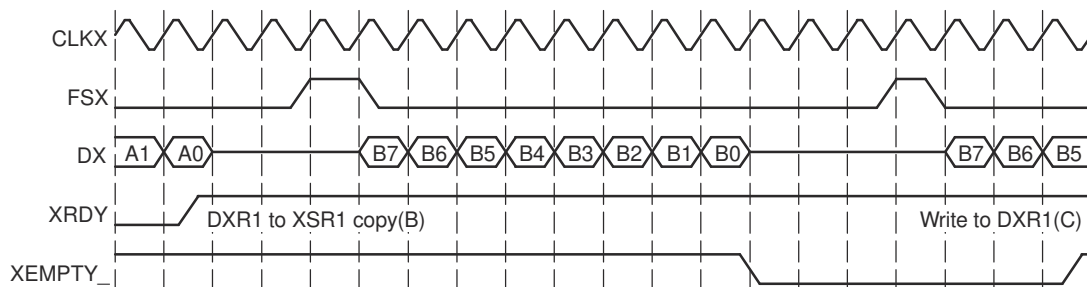 CLKX
FSX
DX A1 A0 B7 B6 B5 B4 B3 B2 B1 B0 B7 B6 B5
XRDY DXR1 to XSR1 copy(B) Write to DXR1(C)
XEMPTY_